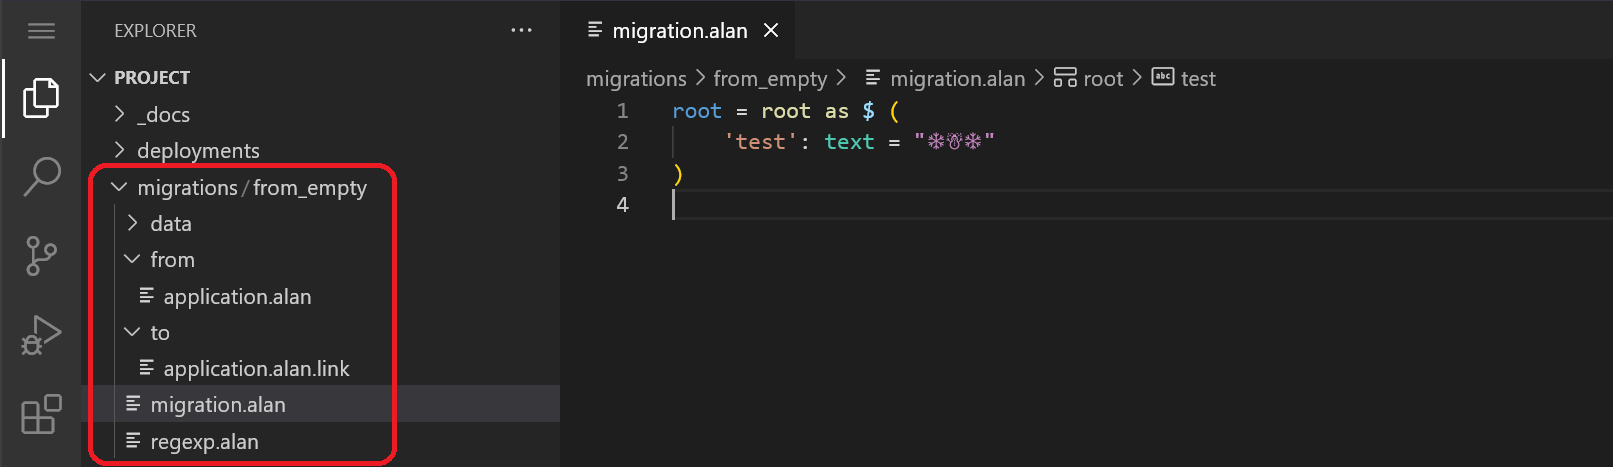 EXPLORER
PROJECT
_docs
deployments
migrations / from_empty
data
from
application.alan
to
application.alan.link
migration.alan
regexp.alan
migration.alan
migrations > from_empty > migration.alan > root > abc test
1 root = root as $ (
2 'test': text = "❄☃❄"
3 )
4